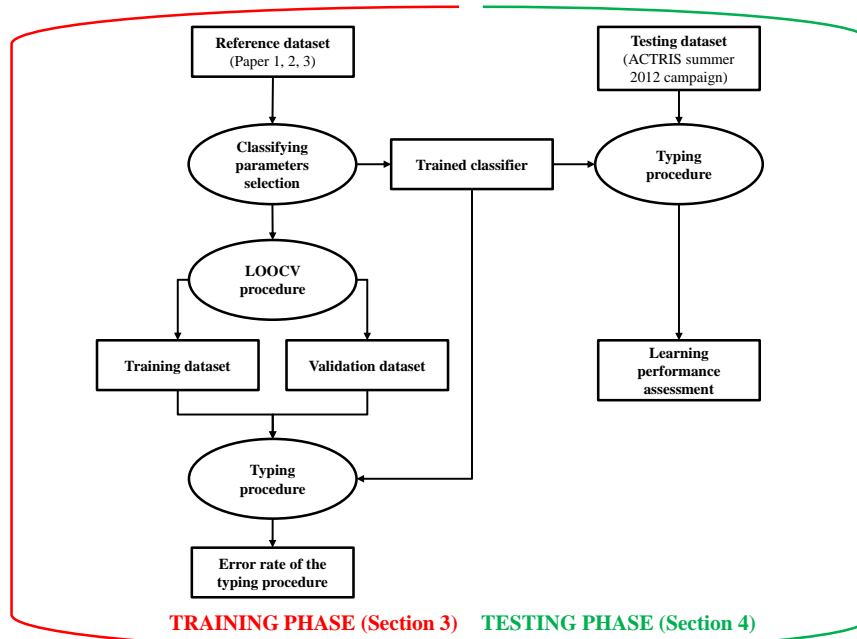 Reference dataset
(Paper 1, 2, 3)
Testing dataset
(ACTRIS summer
2012 campaign)
Classifying
parameters
selection
Trained classifier
Typing
procedure
LOOCV
procedure
Training dataset
Validation dataset
Learning
performance
assessment
Typing
procedure
Error rate of the
typing procedure
TRAINING PHASE (Section 3)
TESTING PHASE (Section 4)